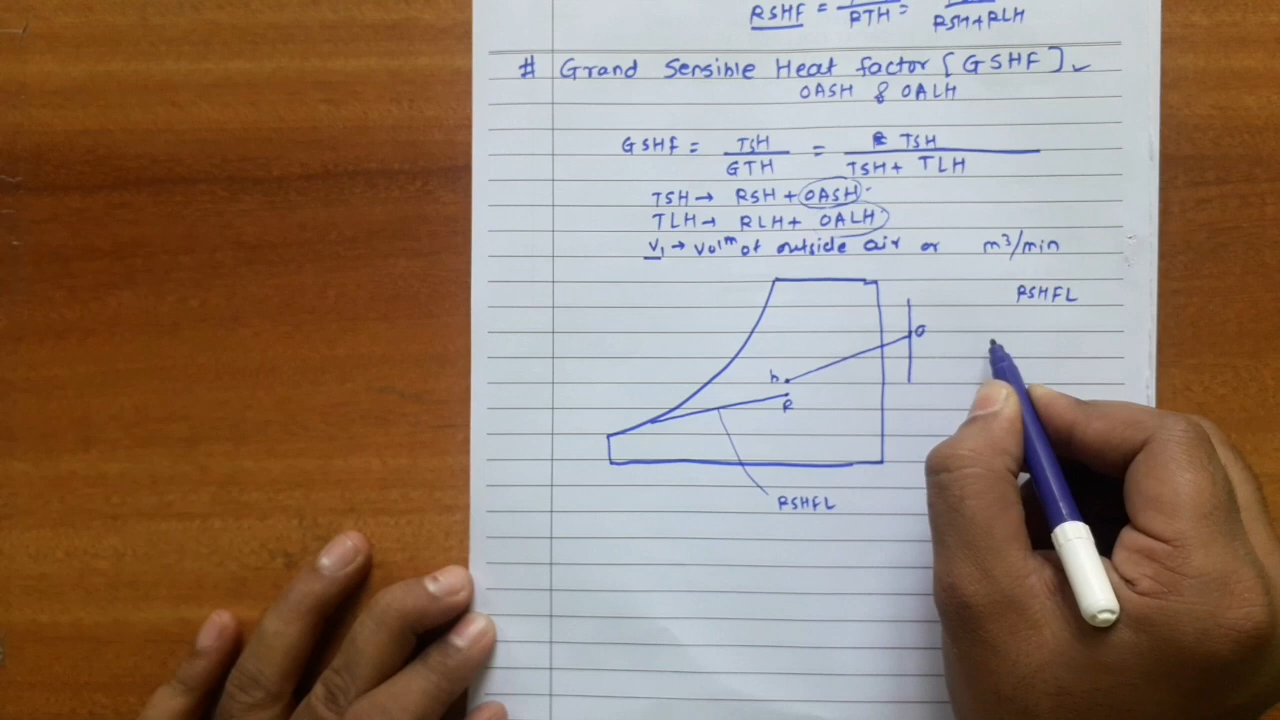 RSHF = RTH = RSH+RLH
# Grand Sensible Heat factor [GSHF]
OASH & OALH
GSHF = TSH / GTH = TSH / TSH + TLH
TSH → RSH + OASH
TLH → RLH + OALH
V1 → Volm of outside air or m³/min
RSHFL
O
h
R
RSHFL